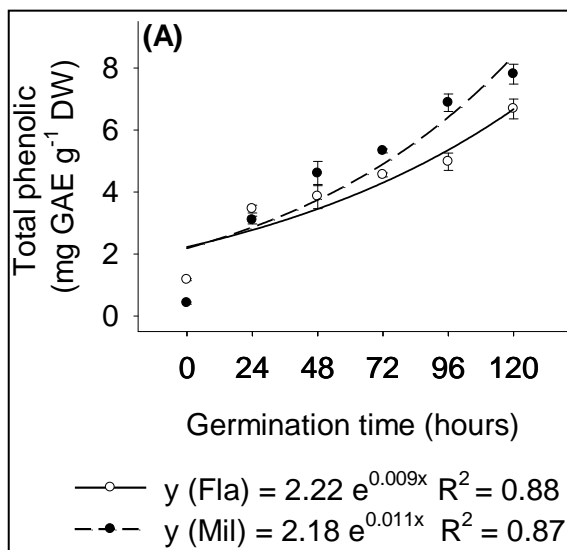 (A)
Total phenolic
(mg GAE g⁻¹ DW)
8
6
4
2
0
0 24 48 72 96 120
Germination time (hours)
y (Fla) = 2.22 e^0.009x R² = 0.88
y (Mil) = 2.18 e^0.011x R² = 0.87